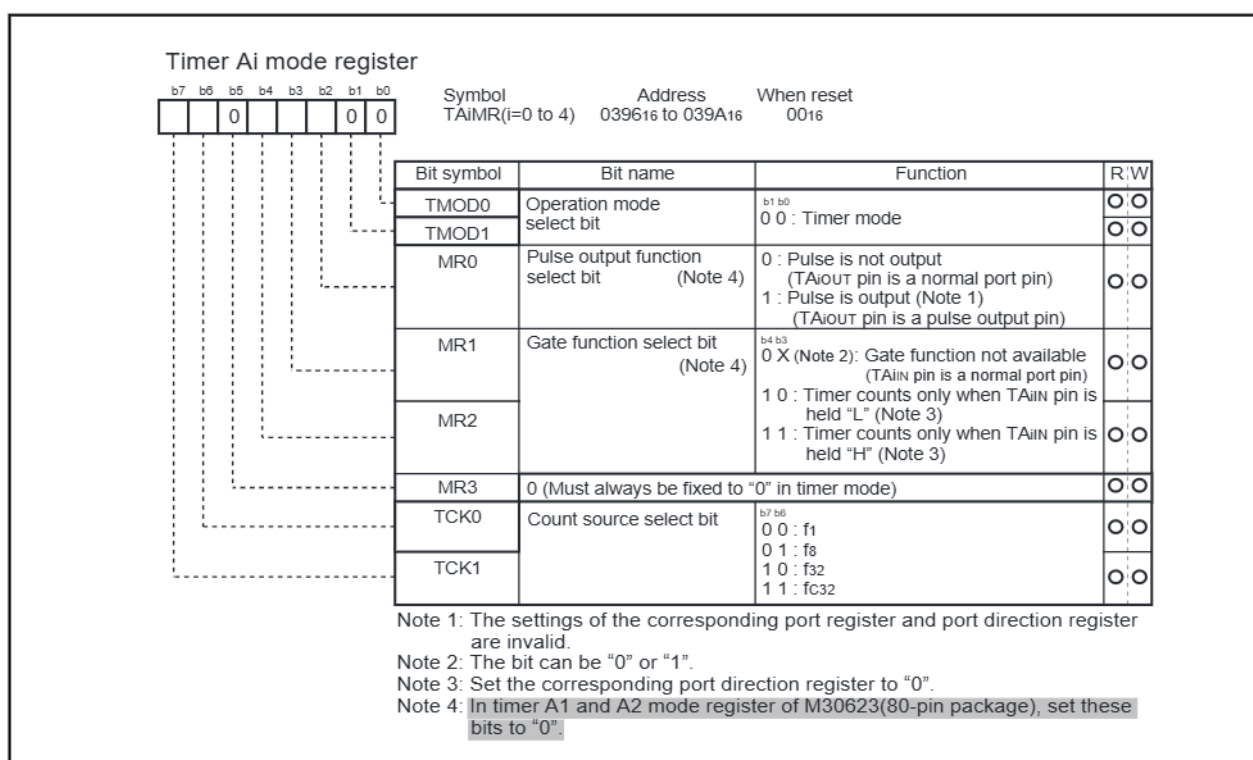 Timer Ai mode register
b7 b6 b5 b4 b3 b2 b1 b0
0 0 0
Symbol Address When reset
TAiMR(i=0 to 4) 039616 to 039A16 0016
Bit symbol Bit name Function R W
TMOD0 Operation mode b1 b0
select bit 0 0 : Timer mode
TMOD1
MR0 Pulse output function 0 : Pulse is not output
select bit (Note 4) (TAiOUT pin is a normal port pin)
1 : Pulse is output (Note 1)
(TAiOUT pin is a pulse output pin)
MR1 Gate function select bit b4 b3
(Note 4) 0 X (Note 2): Gate function not available
(TAiIN pin is a normal port pin)
1 0 : Timer counts only when TAiIN pin is
MR2 held “L” (Note 3)
1 1 : Timer counts only when TAiIN pin is
held “H” (Note 3)
MR3 0 (Must always be fixed to “0” in timer mode)
TCK0 Count source select bit b7 b6
0 0 : f1
0 1 : f8
TCK1 1 0 : f32
1 1 : fC32
Note 1: The settings of the corresponding port register and port direction register
are invalid.
Note 2: The bit can be “0” or “1”.
Note 3: Set the corresponding port direction register to “0”.
Note 4: In timer A1 and A2 mode register of M30623(80-pin package), set these
bits to “0”.